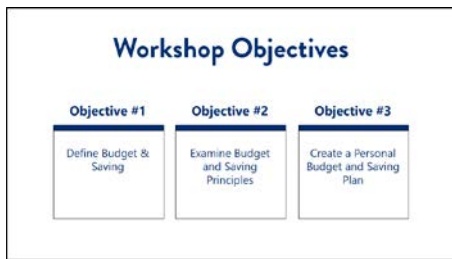 Workshop Objectives
Objective #1
Define Budget &
Saving
Objective #2
Examine Budget
and Saving
Principles
Objective #3
Create a Personal
Budget and Saving
Plan